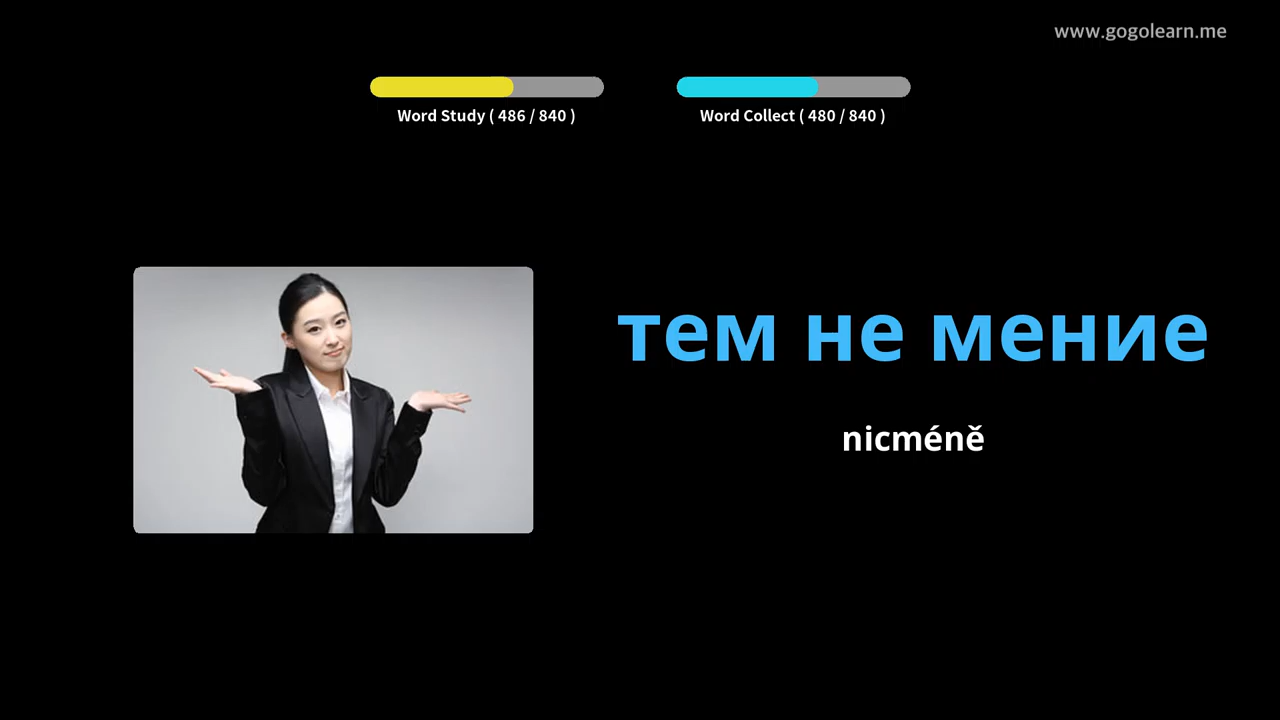 www.gogolearn.me
Word Study ( 486 / 840 )
Word Collect ( 480 / 840 )
тем не мение
nicméně